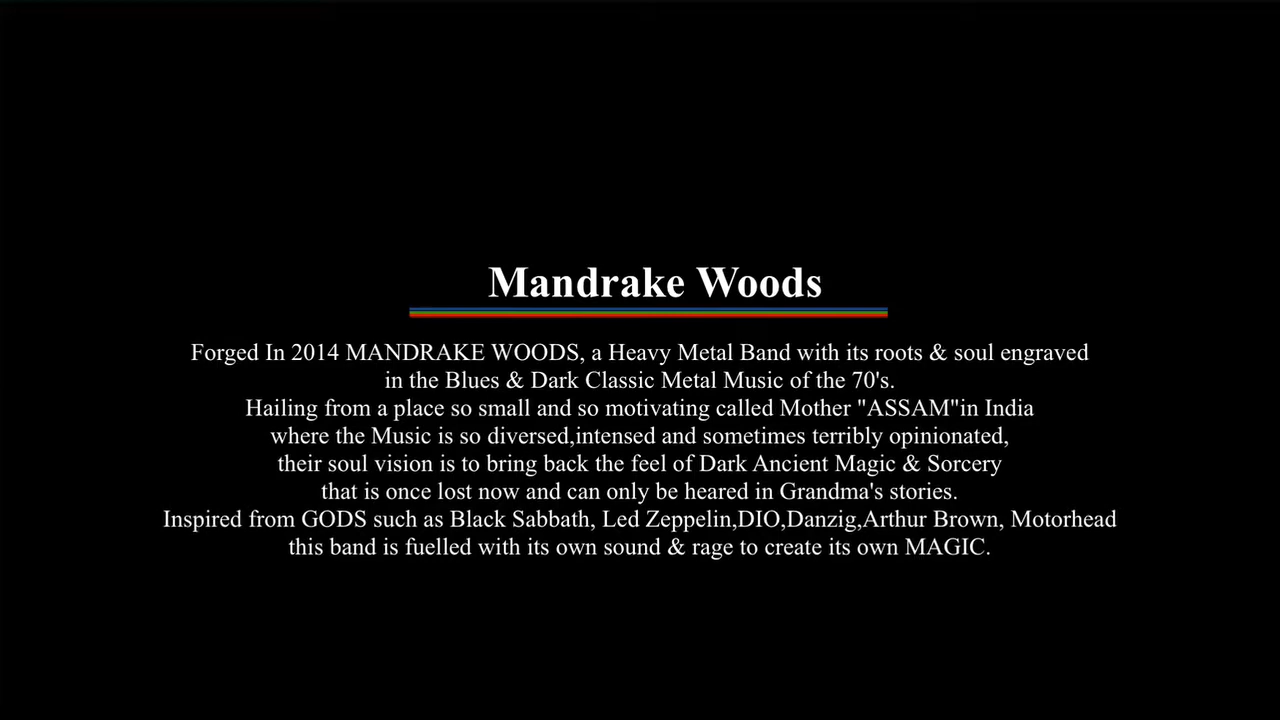 Mandrake Woods
Forged In 2014 MANDRAKE WOODS, a Heavy Metal Band with its roots & soul engraved
in the Blues & Dark Classic Metal Music of the 70's.
Hailing from a place so small and so motivating called Mother "ASSAM"in India
where the Music is so diversed,intensed and sometimes terribly opinionated,
their soul vision is to bring back the feel of Dark Ancient Magic & Sorcery
that is once lost now and can only be heared in Grandma's stories.
Inspired from GODS such as Black Sabbath, Led Zeppelin,DIO,Danzig,Arthur Brown, Motorhead
this band is fuelled with its own sound & rage to create its own MAGIC.